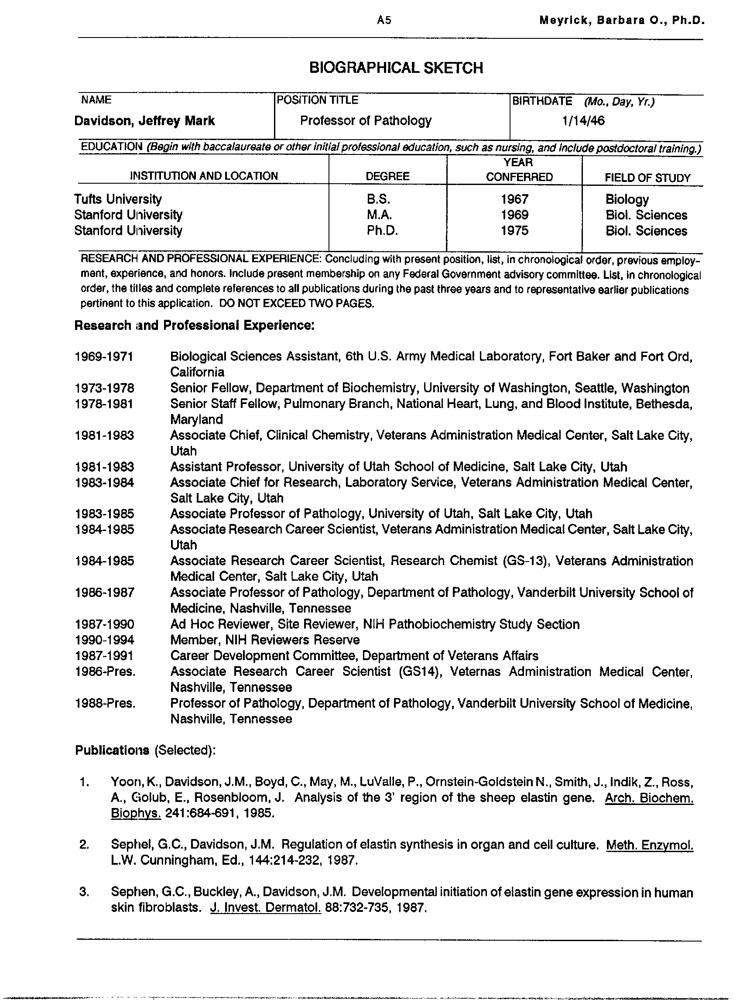 A5 Meyrick, Barbara O., Ph.D.
BIOGRAPHICAL SKETCH
NAME POSITION TITLE BIRTHDATE (Mo., Day, Yr.)
Davidson, Jeffrey Mark Professor of Pathology 1/14/46
EDUCATION (Begin with baccalaureate or other initial professional education, such as nursing, and include postdoctoral training.)
INSTITUTION AND LOCATION DEGREE YEAR CONFERRED FIELD OF STUDY
Tufts University B.S. 1967 Biology
Stanford University M.A. 1969 Biol. Sciences
Stanford University Ph.D. 1975 Biol. Sciences
RESEARCH AND PROFESSIONAL EXPERIENCE: Concluding with present position, list, in chronological order, previous employ-
ment, experience, and honors. Include present membership on any Federal Government advisory committee. List, in chronological
order, the titles and complete references to all publications during the past three years and to representative earlier publications
pertinent to this application. DO NOT EXCEED TWO PAGES.
Research and Professional Experience:
1969-1971 Biological Sciences Assistant, 6th U.S. Army Medical Laboratory, Fort Baker and Fort Ord,
California
1973-1978 Senior Fellow, Department of Biochemistry, University of Washington, Seattle, Washington
1978-1981 Senior Staff Fellow, Pulmonary Branch, National Heart, Lung, and Blood Institute, Bethesda,
Maryland
1981-1983 Associate Chief, Clinical Chemistry, Veterans Administration Medical Center, Salt Lake City,
Utah
1981-1983 Assistant Professor, University of Utah School of Medicine, Salt Lake City, Utah
1983-1984 Associate Chief for Research, Laboratory Service, Veterans Administration Medical Center,
Salt Lake City, Utah
1983-1985 Associate Professor of Pathology, University of Utah, Salt Lake City, Utah
1984-1985 Associate Research Career Scientist, Veterans Administration Medical Center, Salt Lake City,
Utah
1984-1985 Associate Research Career Scientist, Research Chemist (GS-13), Veterans Administration
Medical Center, Salt Lake City, Utah
1986-1987 Associate Professor of Pathology, Department of Pathology, Vanderbilt University School of
Medicine, Nashville, Tennessee
1987-1990 Ad Hoc Reviewer, Site Reviewer, NIH Pathobiochemistry Study Section
1990-1994 Member, NIH Reviewers Reserve
1987-1991 Career Development Committee, Department of Veterans Affairs
1986-Pres. Associate Research Career Scientist (GS14), Veternas Administration Medical Center,
Nashville, Tennessee
1988-Pres. Professor of Pathology, Department of Pathology, Vanderbilt University School of Medicine,
Nashville, Tennessee
Publications (Selected):
1. Yoon, K., Davidson, J.M., Boyd, C., May, M., LuValle, P., Ornstein-Goldstein N., Smith, J., Indik, Z., Ross,
A., Golub, E., Rosenbloom, J. Analysis of the 3' region of the sheep elastin gene. Arch. Biochem.
Biophys. 241:684-691, 1985.
2. Sephel, G.C., Davidson, J.M. Regulation of elastin synthesis in organ and cell culture. Meth. Enzymol.
L.W. Cunningham, Ed., 144:214-232, 1987.
3. Sephen, G.C., Buckley, A., Davidson, J.M. Developmental initiation of elastin gene expression in human
skin fibroblasts. J. Invest. Dermatol. 88:732-735, 1987.